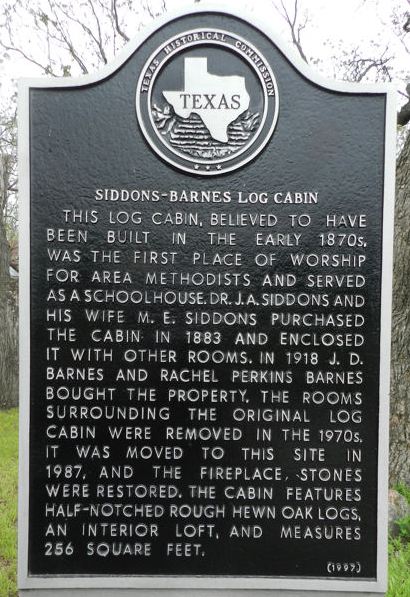 TEXAS HISTORICAL COMMISSION
TEXAS
SIDDONS-BARNES LOG CABIN
THIS LOG CABIN, BELIEVED TO HAVE
BEEN BUILT IN THE EARLY 1870s,
WAS THE FIRST PLACE OF WORSHIP
FOR AREA METHODISTS AND SERVED
AS A SCHOOLHOUSE. DR. J.A. SIDDONS AND
HIS WIFE M. E. SIDDONS PURCHASED
THE CABIN IN 1883 AND ENCLOSED
IT WITH OTHER ROOMS. IN 1918 J. D.
BARNES AND RACHEL PERKINS BARNES
BOUGHT THE PROPERTY. THE ROOMS
SURROUNDING THE ORIGINAL LOG
CABIN WERE REMOVED IN THE 1970s.
IT WAS MOVED TO THIS SITE IN
1987, AND THE FIREPLACE STONES
WERE RESTORED. THE CABIN FEATURES
HALF-NOTCHED ROUGH HEWN OAK LOGS,
AN INTERIOR LOFT, AND MEASURES
256 SQUARE FEET.
(1997)